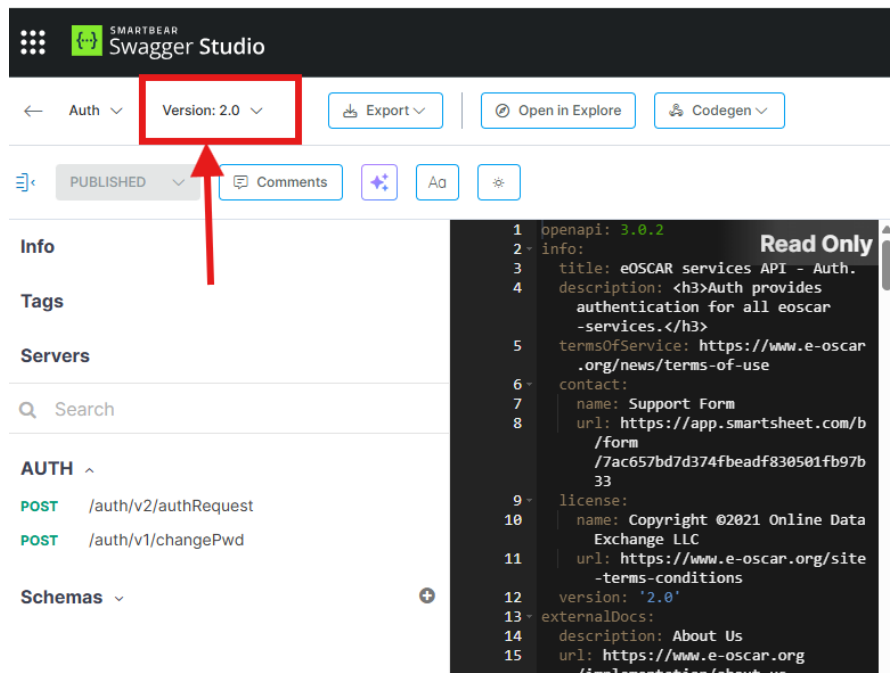 SMARTBEAR
Swagger Studio
Auth
Version: 2.0
Export
Open in Explore
Codegen
PUBLISHED
Comments
Aa
Info
Tags
Servers
Search
AUTH
POST /auth/v2/authRequest
POST /auth/v1/changePwd
Schemas
Read Only
1 openapi: 3.0.2
2 info:
3 title: eOSCAR services API - Auth.
4 description: <h3>Auth provides
authentication for all eoscar
-services.</h3>
5 termsOfService: https://www.e-oscar
.org/news/terms-of-use
6 contact:
7 name: Support Form
8 url: https://app.smartsheet.com/b
/form
/7ac657bd7d374fbeadf830501fb97b
33
9 license:
10 name: Copyright ©2021 Online Data
Exchange LLC
11 url: https://www.e-oscar.org/site
-terms-conditions
12 version: '2.0'
13 externalDocs:
14 description: About Us
15 url: https://www.e-oscar.org
/implementation/about-us